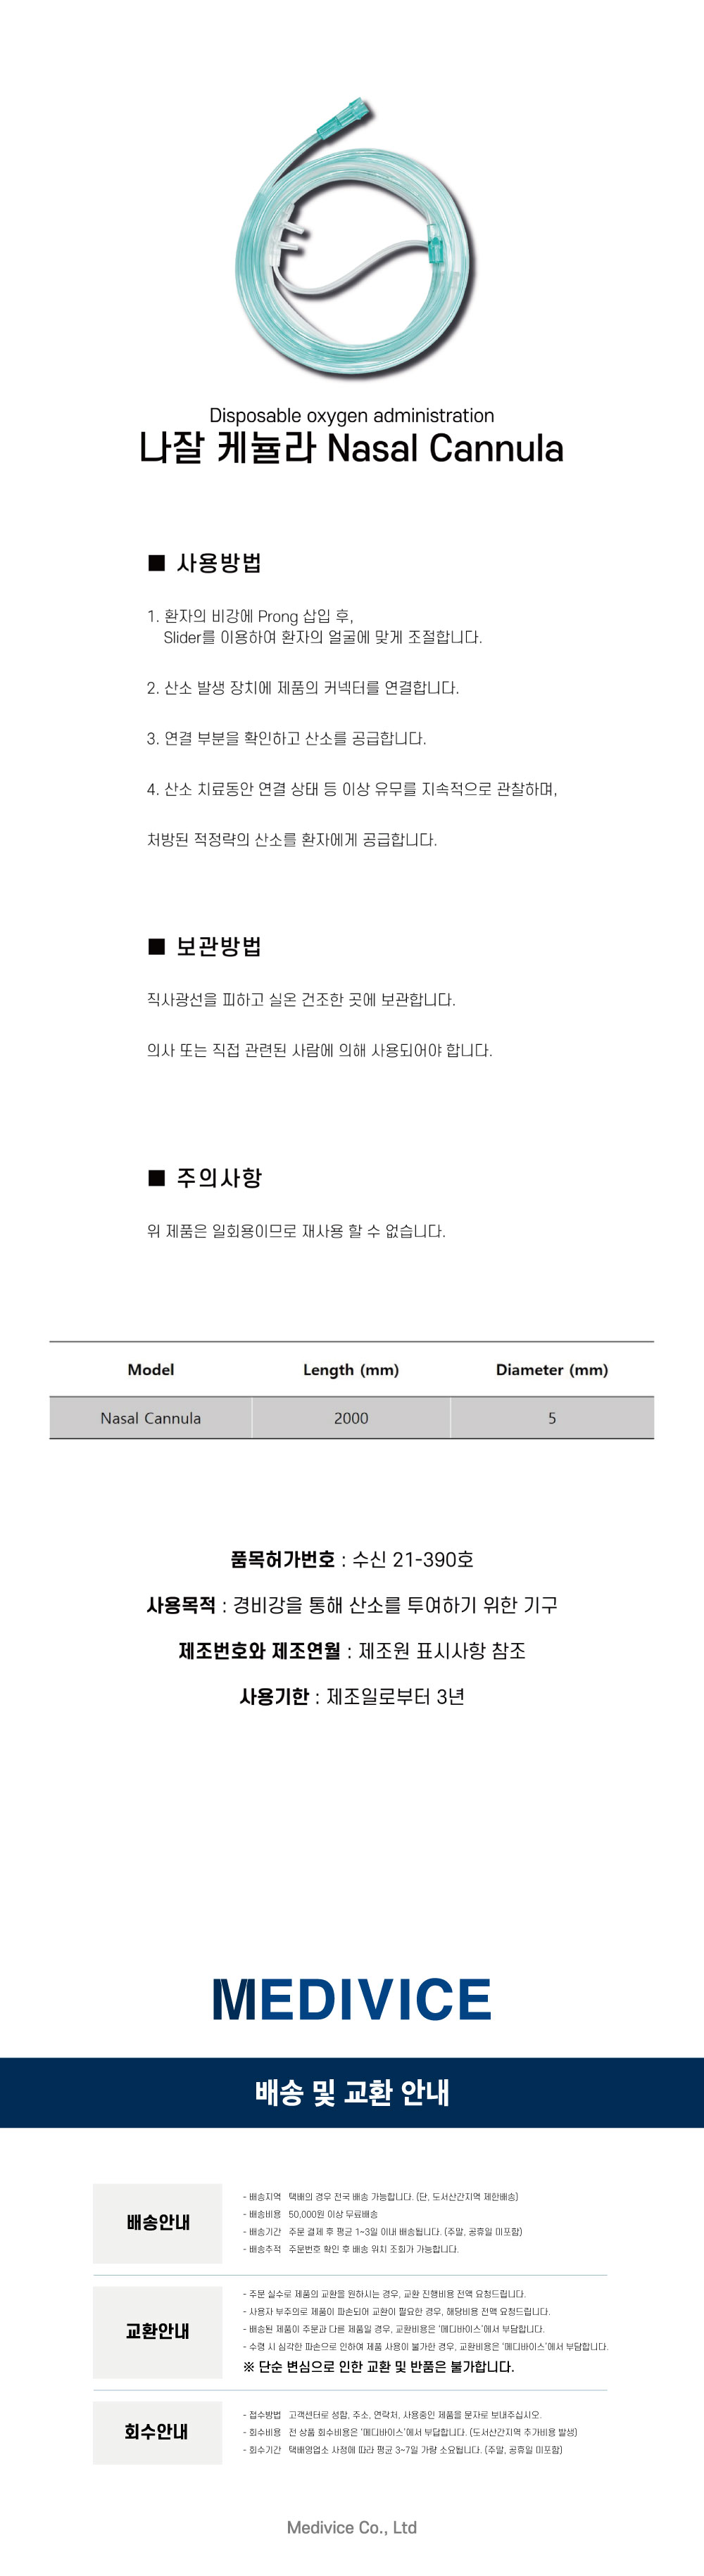 Disposable oxygen administration
나잘 케뉼라 Nasal Cannula
■ 사용방법
1. 환자의 비강에 Prong 삽입 후,
Slider를 이용하여 환자의 얼굴에 맞게 조절합니다.
2. 산소 발생 장치에 제품의 커넥터를 연결합니다.
3. 연결 부분을 확인하고 산소를 공급합니다.
4. 산소 치료동안 연결 상태 등 이상 유무를 지속적으로 관찰하며,
처방된 적정략의 산소를 환자에게 공급합니다.
■ 보관방법
직사광선을 피하고 실온 건조한 곳에 보관합니다.
의사 또는 직접 관련된 사람에 의해 사용되어야 합니다.
■ 주의사항
위 제품은 일회용이므로 재사용 할 수 없습니다.
Model Length (mm) Diameter (mm)
Nasal Cannula 2000 5
품목허가번호 : 수신 21-390호
사용목적 : 경비강을 통해 산소를 투여하기 위한 기구
제조번호와 제조연월 : 제조원 표시사항 참조
사용기한 : 제조일로부터 3년
MEDIVICE
배송 및 교환 안내
배송안내
- 배송지역 택배의 경우 전국 배송 가능합니다. (단, 도서산간지역 제한배송)
- 배송비용 50,000원 이상 무료배송
- 배송기간 주문 결제 후 평균 1~3일 이내 배송됩니다. (주말, 공휴일 미포함)
- 배송추적 주문번호 확인 후 배송 위치 조회가 가능합니다.
교환안내
- 주문 실수로 제품의 교환을 원하시는 경우, 교환 진행비용 전액 요청드립니다.
- 사용자 부주의로 제품이 파손되어 교환이 필요한 경우, 해당비용 전액 요청드립니다.
- 배송된 제품이 주문과 다른 제품일 경우, 교환비용은 '메디바이스'에서 부담합니다.
- 수령 시 심각한 파손으로 인하여 제품 사용이 불가한 경우, 교환비용은 '메디바이스'에서 부담합니다.
※ 단순 변심으로 인한 교환 및 반품은 불가합니다.
회수안내
- 접수방법 고객센터로 성함, 주소, 연락처, 사용중인 제품을 문자로 보내주십시오.
- 회수비용 전 상품 회수비용은 '메디바이스'에서 부담합니다. (도서산간지역 추가비용 발생)
- 회수기간 택배영업소 사정에 따라 평균 3~7일 가량 소요됩니다. (주말, 공휴일 미포함)
Medivice Co., Ltd